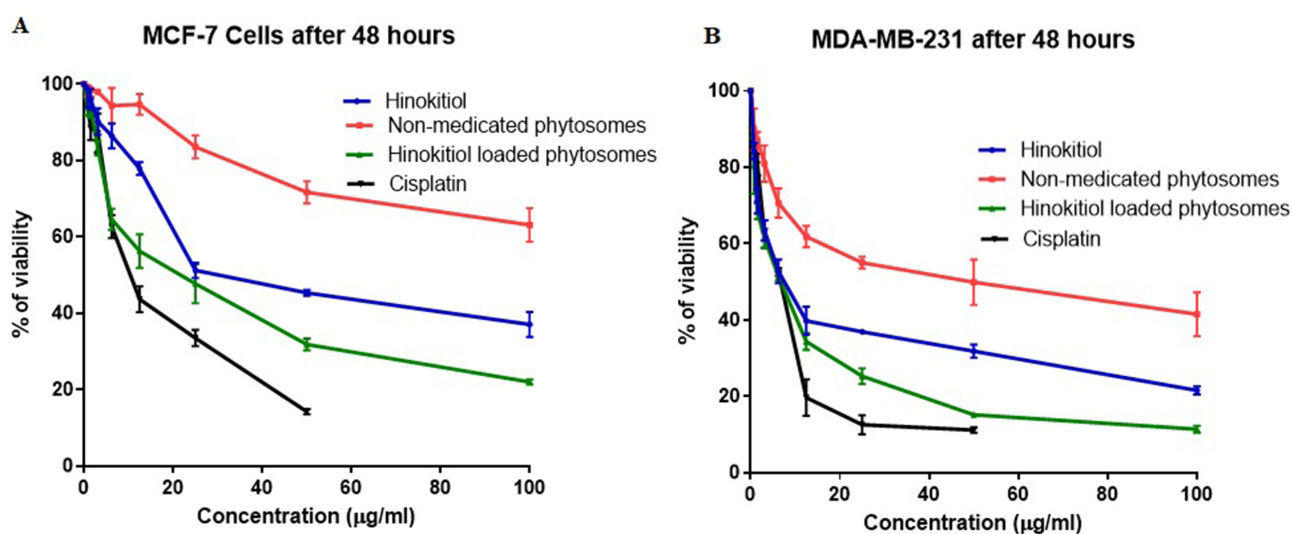 A
MCF-7 Cells after 48 hours
% of viability
100
80
60
40
20
0
Hinokitiol
Non-medicated phytosomes
Hinokitiol loaded phytosomes
Cisplatin
0 20 40 60 80 100
Concentration (μg/ml)
B
MDA-MB-231 after 48 hours
% of viability
100
80
60
40
20
0
Hinokitiol
Non-medicated phytosomes
Hinokitiol loaded phytosomes
Cisplatin
0 20 40 60 80 100
Concentration (μg/ml)